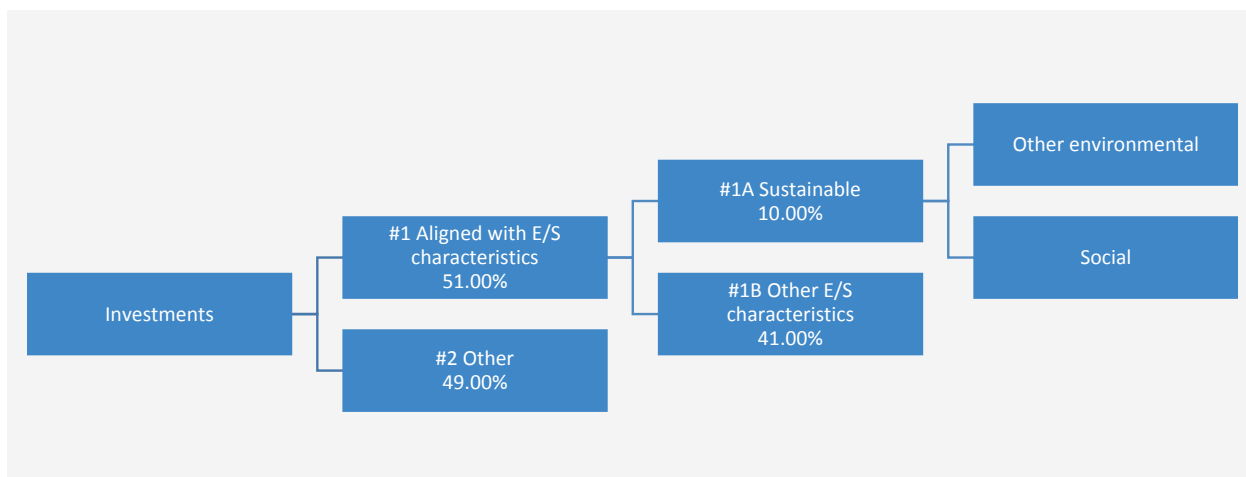 Investments
#1 Aligned with E/S
characteristics
51.00%
#2 Other
49.00%
#1A Sustainable
10.00%
#1B Other E/S
characteristics
41.00%
Other environmental
Social